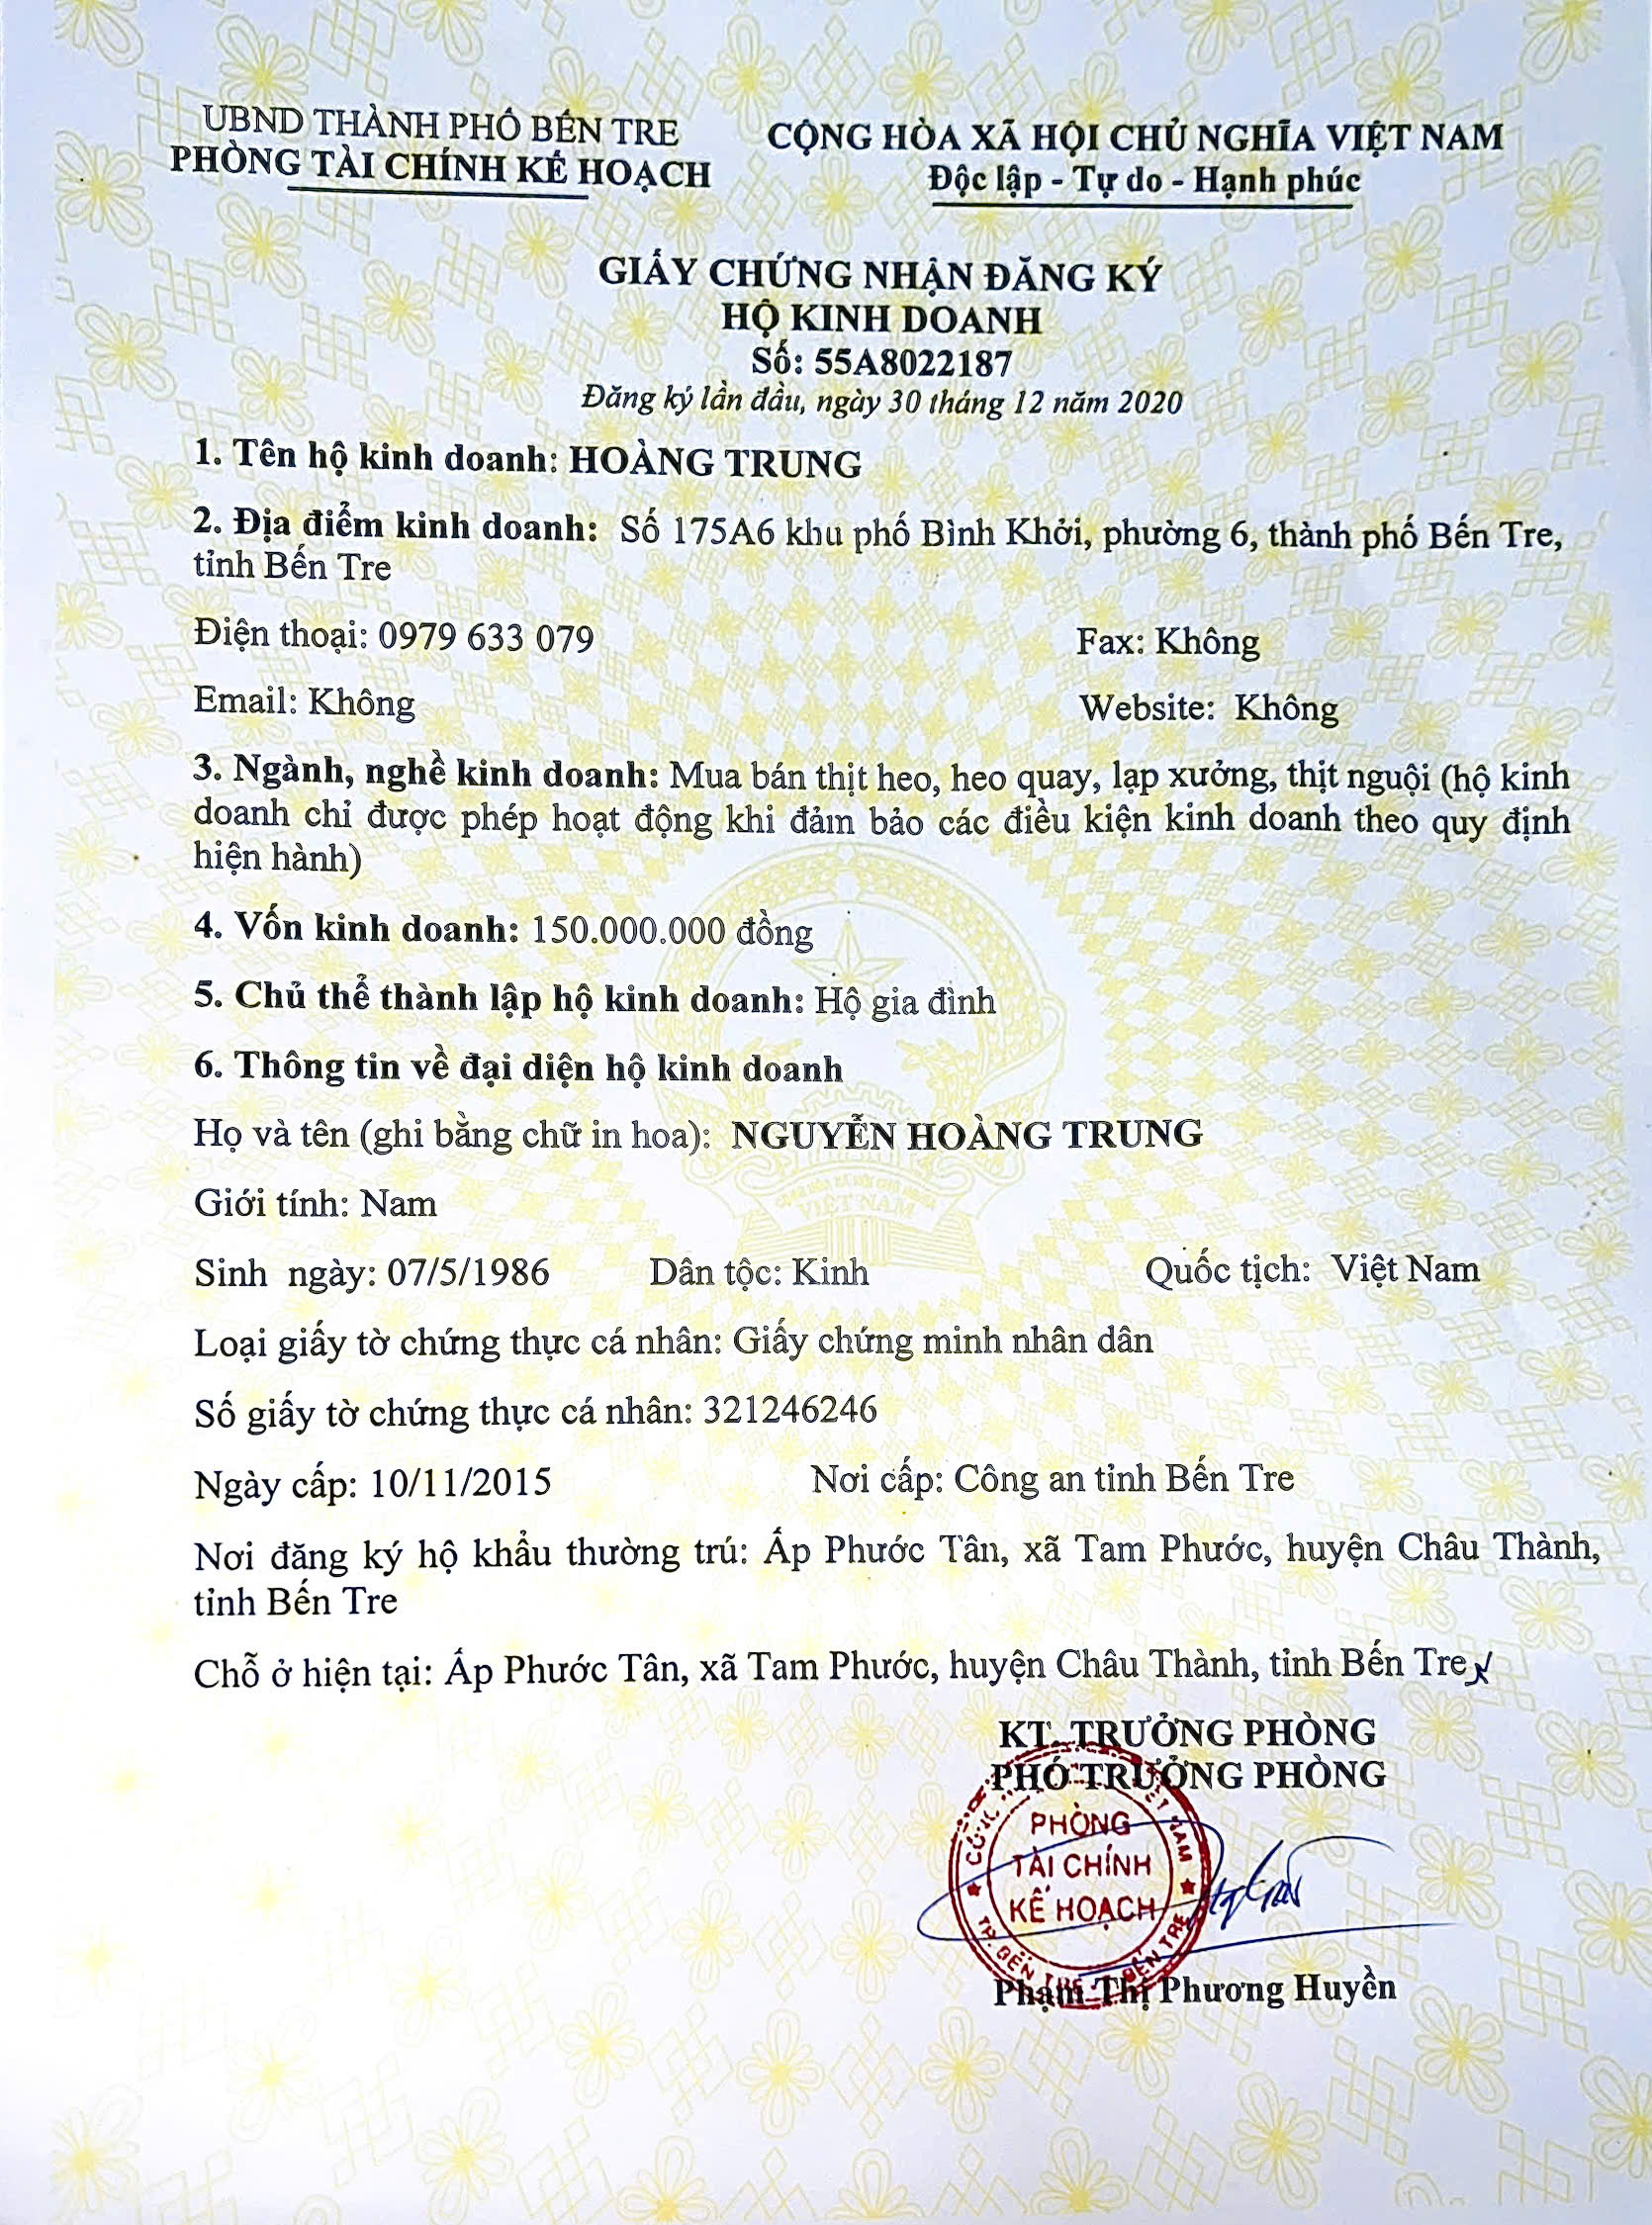 UBND THÀNH PHỐ BẾN TRE
PHÒNG TÀI CHÍNH KẾ HOẠCH
CỘNG HÒA XÃ HỘI CHỦ NGHĨA VIỆT NAM
Độc lập - Tự do - Hạnh phúc
GIẤY CHỨNG NHẬN ĐĂNG KÝ
HỘ KINH DOANH
Số: 55A8022187
Đăng ký lần đầu, ngày 30 tháng 12 năm 2020
1. Tên hộ kinh doanh: HOÀNG TRUNG
2. Địa điểm kinh doanh: Số 175A6 khu phố Bình Khởi, phường 6, thành phố Bến Tre,
tỉnh Bến Tre
Điện thoại: 0979 633 079 Fax: Không
Email: Không Website: Không
3. Ngành, nghề kinh doanh: Mua bán thịt heo, heo quay, lạp xưởng, thịt nguội (hộ kinh
doanh chỉ được phép hoạt động khi đảm bảo các điều kiện kinh doanh theo quy định
hiện hành)
4. Vốn kinh doanh: 150.000.000 đồng
5. Chủ thể thành lập hộ kinh doanh: Hộ gia đình
6. Thông tin về đại diện hộ kinh doanh
Họ và tên (ghi bằng chữ in hoa): NGUYỄN HOÀNG TRUNG
Giới tính: Nam
Sinh ngày: 07/5/1986 Dân tộc: Kinh Quốc tịch: Việt Nam
Loại giấy tờ chứng thực cá nhân: Giấy chứng minh nhân dân
Số giấy tờ chứng thực cá nhân: 321246246
Ngày cấp: 10/11/2015 Nơi cấp: Công an tỉnh Bến Tre
Nơi đăng ký hộ khẩu thường trú: Ấp Phước Tân, xã Tam Phước, huyện Châu Thành,
tỉnh Bến Tre
Chỗ ở hiện tại: Ấp Phước Tân, xã Tam Phước, huyện Châu Thành, tỉnh Bến Tre
KT. TRƯỞNG PHÒNG
PHÓ TRƯỞNG PHÒNG
PHÒNG
TÀI CHÍNH
KẾ HOẠCH
TP. BẾN TRE - BẾN TRE
Phạm Thị Phương Huyền
VIỆT NAM